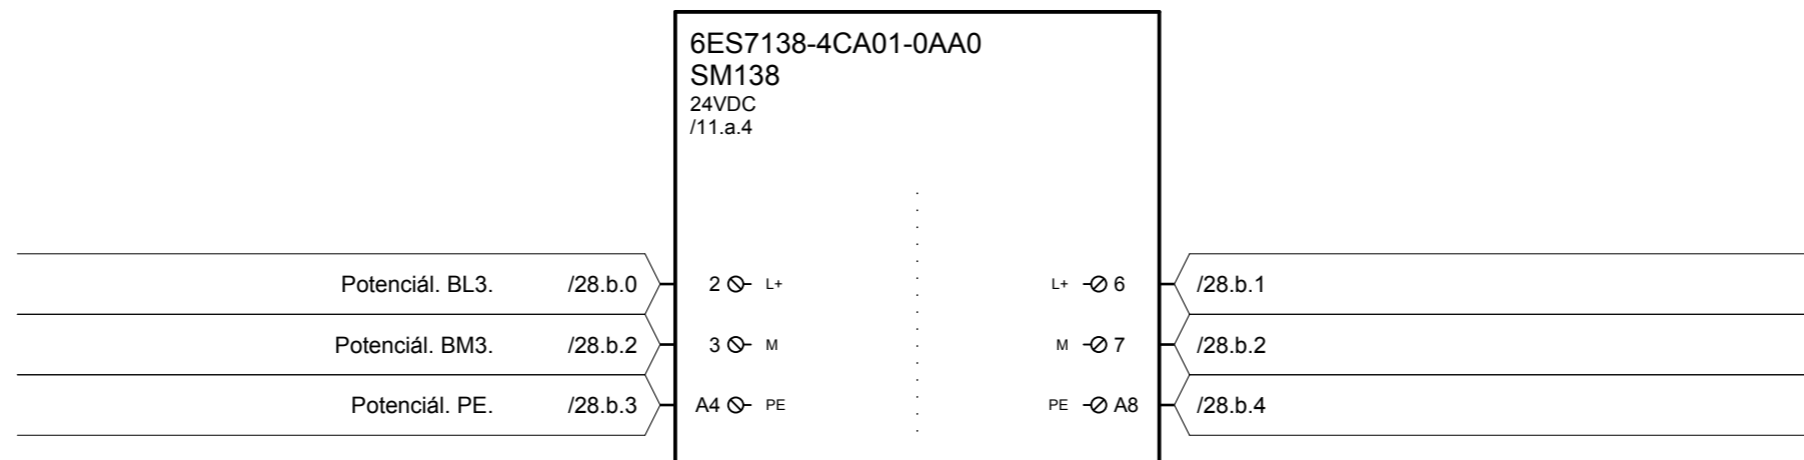 6ES7138-4CA01-0AA0
SM138
24VDC
/11.a.4
Potenciál. BL3. /28.b.0 2 L+ L+ 6 /28.b.1
Potenciál. BM3. /28.b.2 3 M M 7 /28.b.2
Potenciál. PE. /28.b.3 A4 PE PE A8 /28.b.4